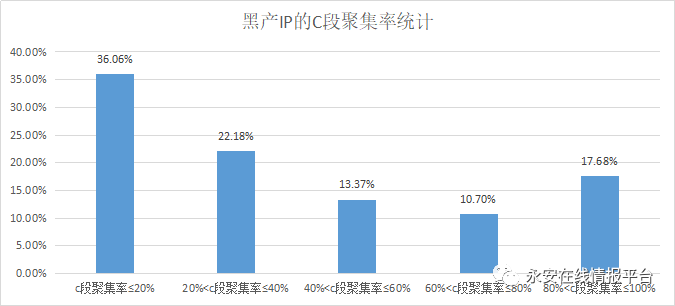 黑产IP的C段聚集率统计
40.00%
35.00%
30.00%
25.00%
20.00%
15.00%
10.00%
5.00%
0.00%
36.06%
22.18%
13.37%
10.70%
17.68%
c段聚集率≤20%
20%<c段聚集率≤40%
40%<c段聚集率≤60%
60%<c段聚集率≤80%
80%<c段聚集率≤100%
永安在线情报平台